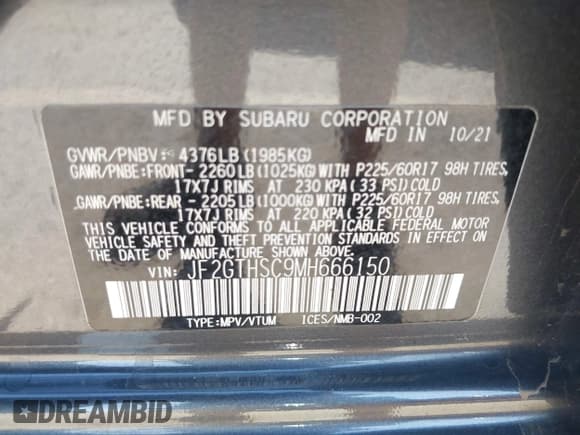 MFD BY SUBARU CORPORATION
MFD IN 10/21
GVWR/PNBV: 4376LB(1985KG)
GAWR/PNBE:FRONT- 2260LB(1025KG)WITH P225/60R17 98H TIRES,
17X7J RIMS AT 230 KPA(33 PSI)COLD
GAWR/PNBE:REAR - 2205LB(1000KG)WITH P225/60R17 98H TIRES,
17X7J RIMS AT 220 KPA(32 PSI)COLD
THIS VEHICLE CONFORMS TO ALL APPLICABLE FEDERAL MOTOR
VEHICLE SAFETY AND THEFT PREVENTION STANDARDS IN EFFECT ON
THE DATE OF MANUFACTURE SHOWN ABOVE.
VIN: JF2GTHSC9MH666150
TYPE:MPV/VTUM ICES/NMB-002
DREAMBID